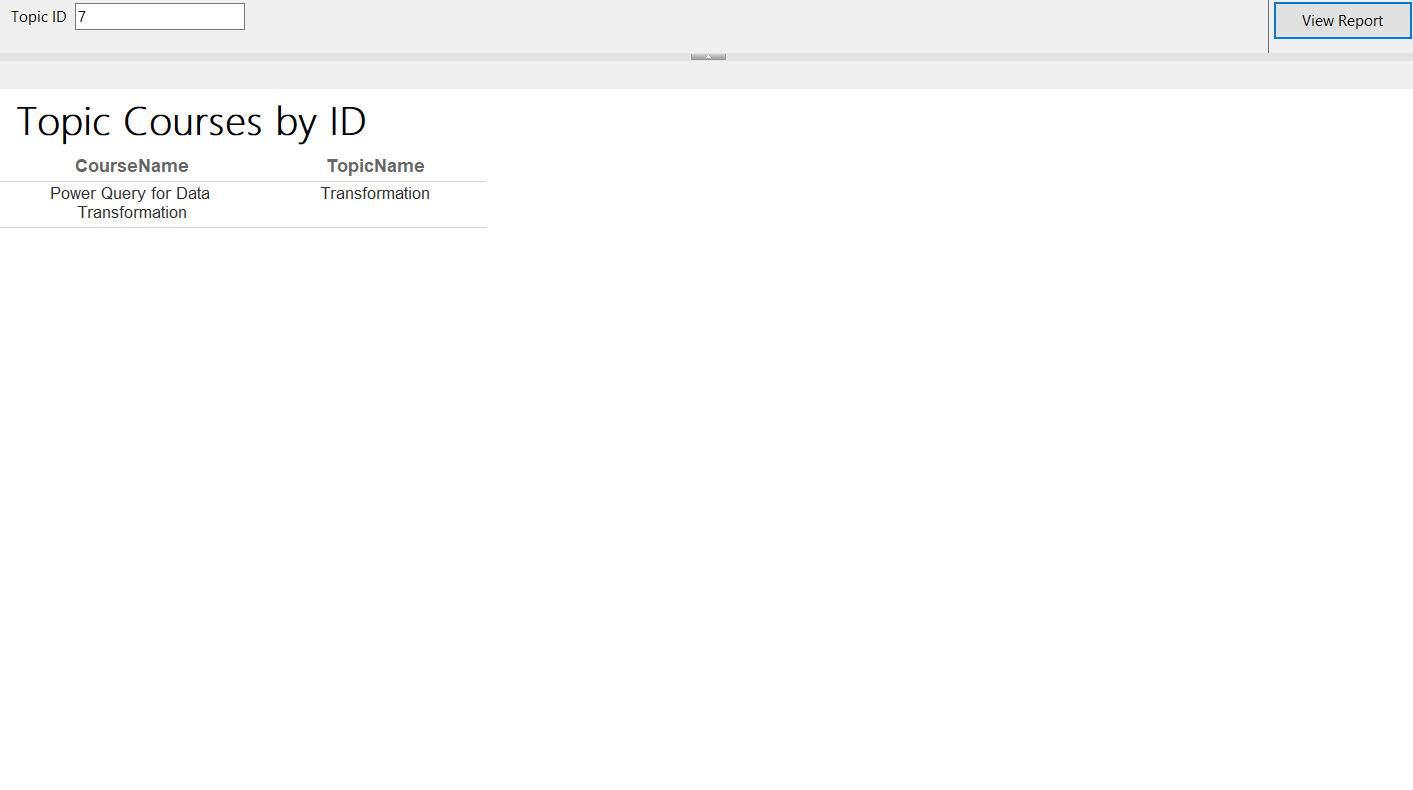 Topic ID 7 View Report
Topic Courses by ID
CourseName TopicName
Power Query for Data Transformation
Transformation